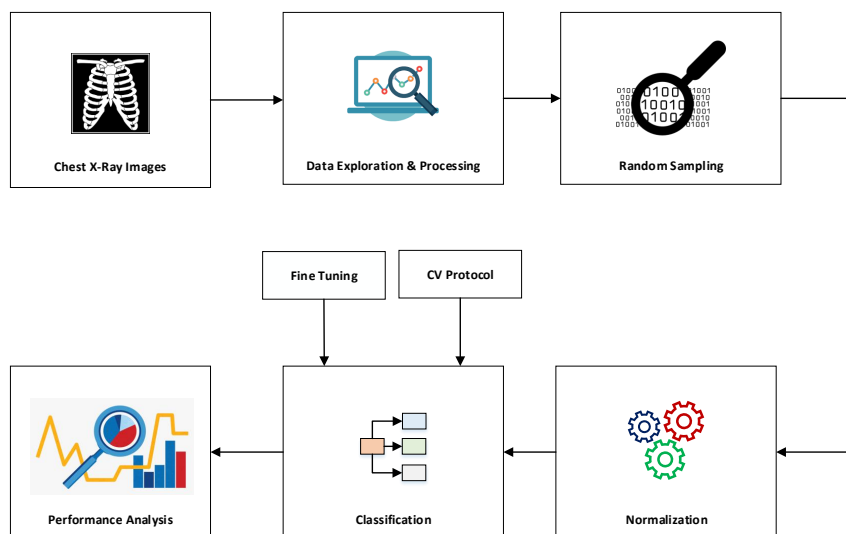 Chest X-Ray Images
Data Exploration & Processing
Random Sampling
Fine Tuning
CV Protocol
Performance Analysis
Classification
Normalization